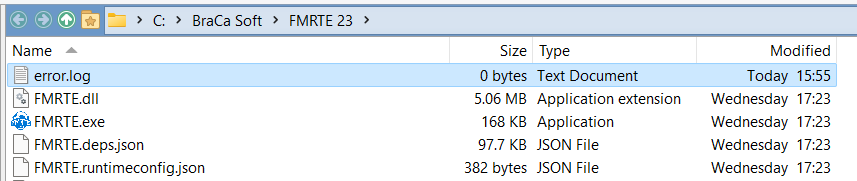 C: BraCa Soft FMRTE 23
Name Size Type Modified
error.log 0 bytes Text Document Today 15:55
FMRTE.dll 5.06 MB Application extension Wednesday 17:23
FMRTE.exe 168 KB Application Wednesday 17:23
FMRTE.deps.json 97.7 KB JSON File Wednesday 17:23
FMRTE.runtimeconfig.json 382 bytes JSON File Wednesday 17:23